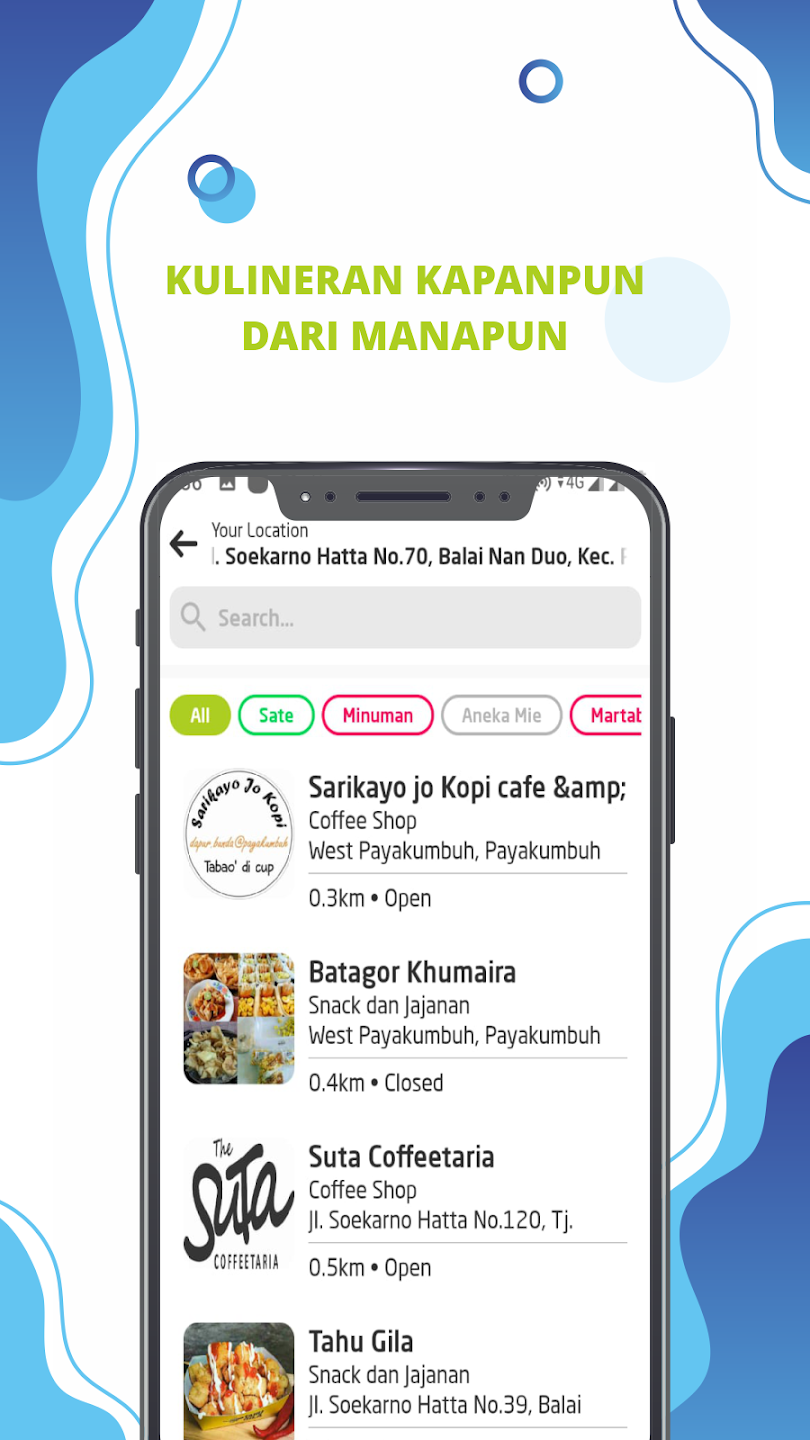 KULINERAN KAPANPUN
DARI MANAPUN
4G
Your Location
l. Soekarno Hatta No.70, Balai Nan Duo, Kec.
Search...
All
Sate
Minuman
Aneka Mie
Martab
Sarikayo Jo Kopi
dapur.bunda@payakumbuh
Tabao' di cup
Sarikayo jo Kopi cafe &amp;
Coffee Shop
West Payakumbuh, Payakumbuh
0.3km • Open
Batagor Khumaira
Snack dan Jajanan
West Payakumbuh, Payakumbuh
0.4km • Closed
The
Suta
COFFEETARIA
Suta Coffeetaria
Coffee Shop
Jl. Soekarno Hatta No.120, Tj.
0.5km • Open
Tahu Gila
Snack dan Jajanan
Jl. Soekarno Hatta No.39, Balai